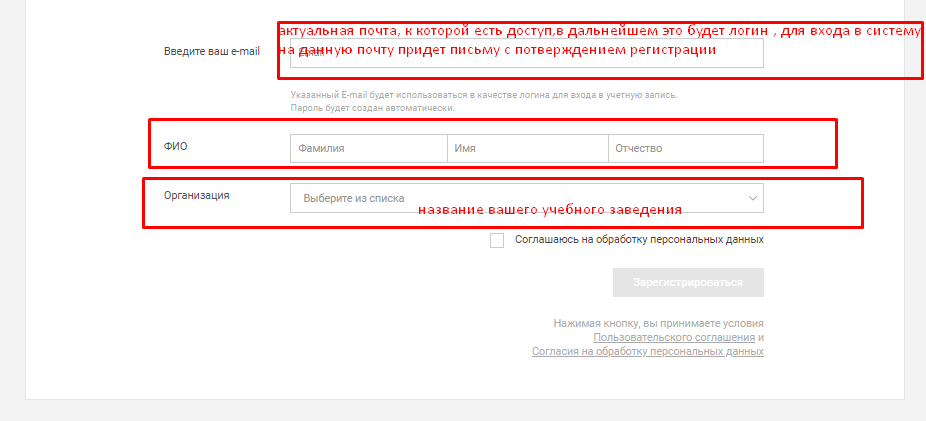 актуальная почта, к которой есть доступ,в дальнейшем это будет логин , для входа в систему
Введите ваш e-mail
на данную почту придет письму с потверждением регистрации
Указанный E-mail будет использоваться в качестве логина для входа в учетную запись.
Пароль будет создан автоматически.
ФИО
Фамилия
Имя
Отчество
Организация
Выберите из списка
название вашего учебного заведения
Соглашаюсь на обработку персональных данных
Зарегистрироваться
Нажимая кнопку, вы принимаете условия
Пользовательского соглашения и
Согласия на обработку персональных данных